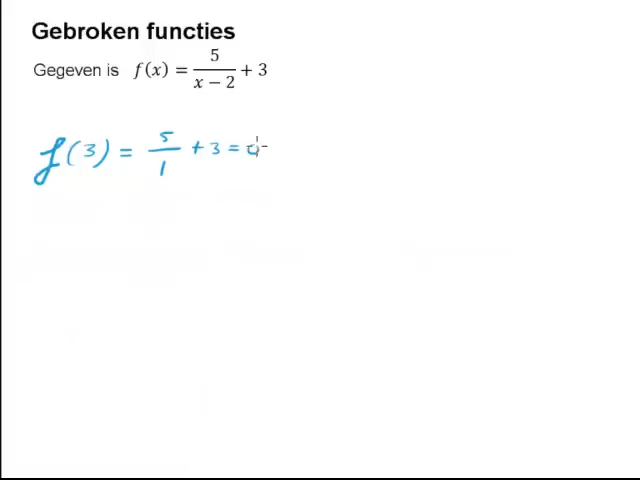 Gebroken functies
Gegeven is f(x) = 5/(x − 2) + 3
f(3) = 5/1 + 3 =